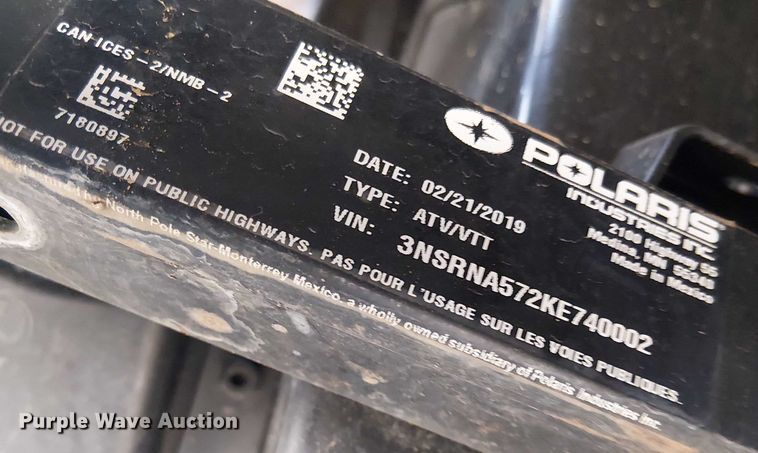 CAN ICES - 2/NMB - 2
7180897
POLARIS
INDUSTRIES INC.
2100 Highway 55
Medina, MN 55340
Made in Mexico
DATE: 02/21/2019
TYPE: ATV/VTT
VIN: 3NSRNA572KE740002
NOT FOR USE ON PUBLIC HIGHWAYS. PAS POUR L'USAGE SUR LES VOIES PUBLIQUES.
North Pole Star-Monterrey, Mexico, a wholly owned subsidiary of Polaris Industries Inc.
Purple Wave Auction